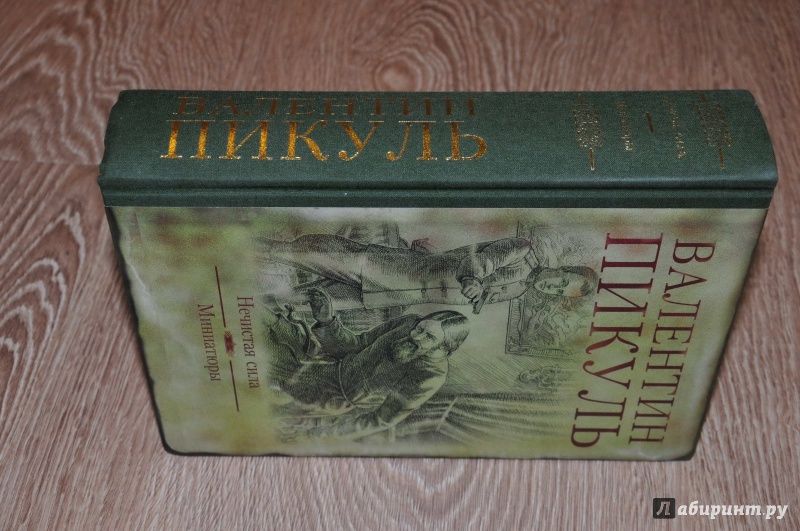 ВАЛЕНТИН
ПИКУЛЬ
ВАЛЕНТИН
ПИКУЛЬ
Нечистая сила
Миниатюры
Лабиринт.ру